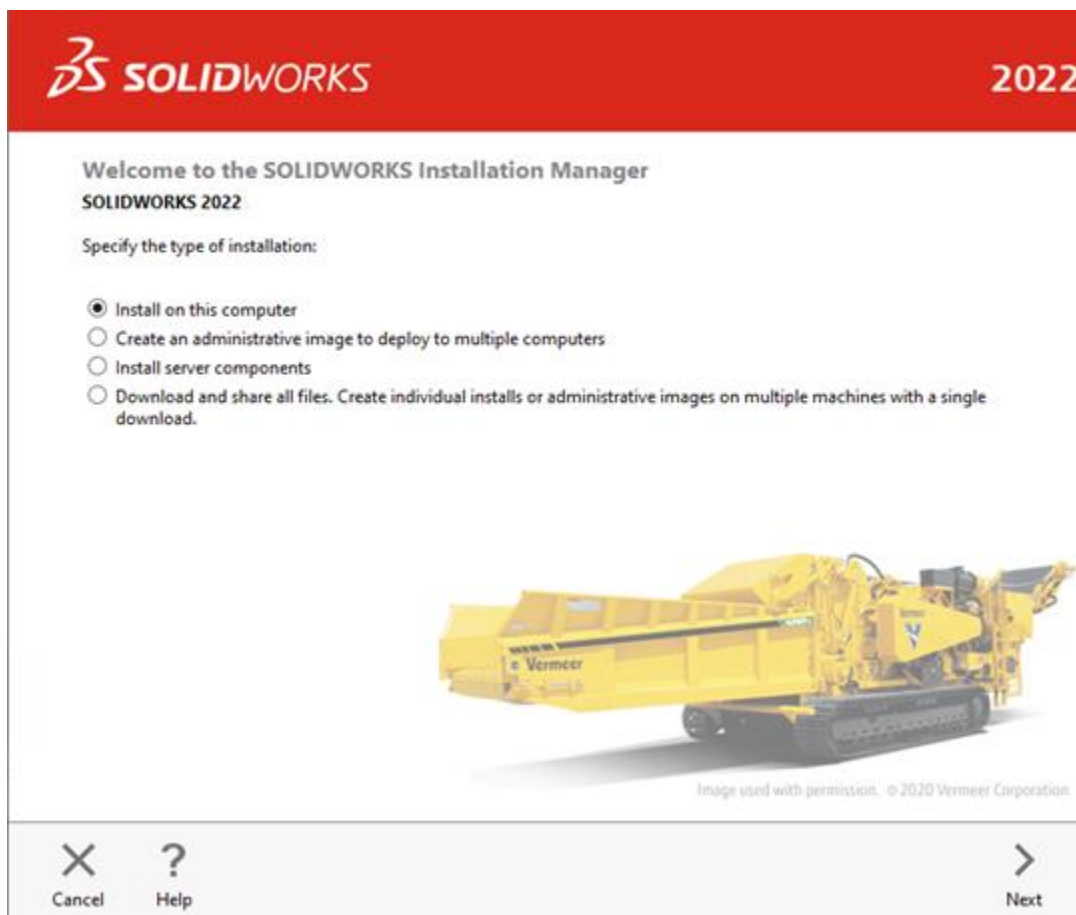 3S SOLIDWORKS
2022
Welcome to the SOLIDWORKS Installation Manager
SOLIDWORKS 2022
Specify the type of installation:
Install on this computer
Create an administrative image to deploy to multiple computers
Install server components
Download and share all files. Create individual installs or administrative images on multiple machines with a single
download.
Vermeer
Image used with permission. © 2020 Vermeer Corporation
Cancel
Help
Next